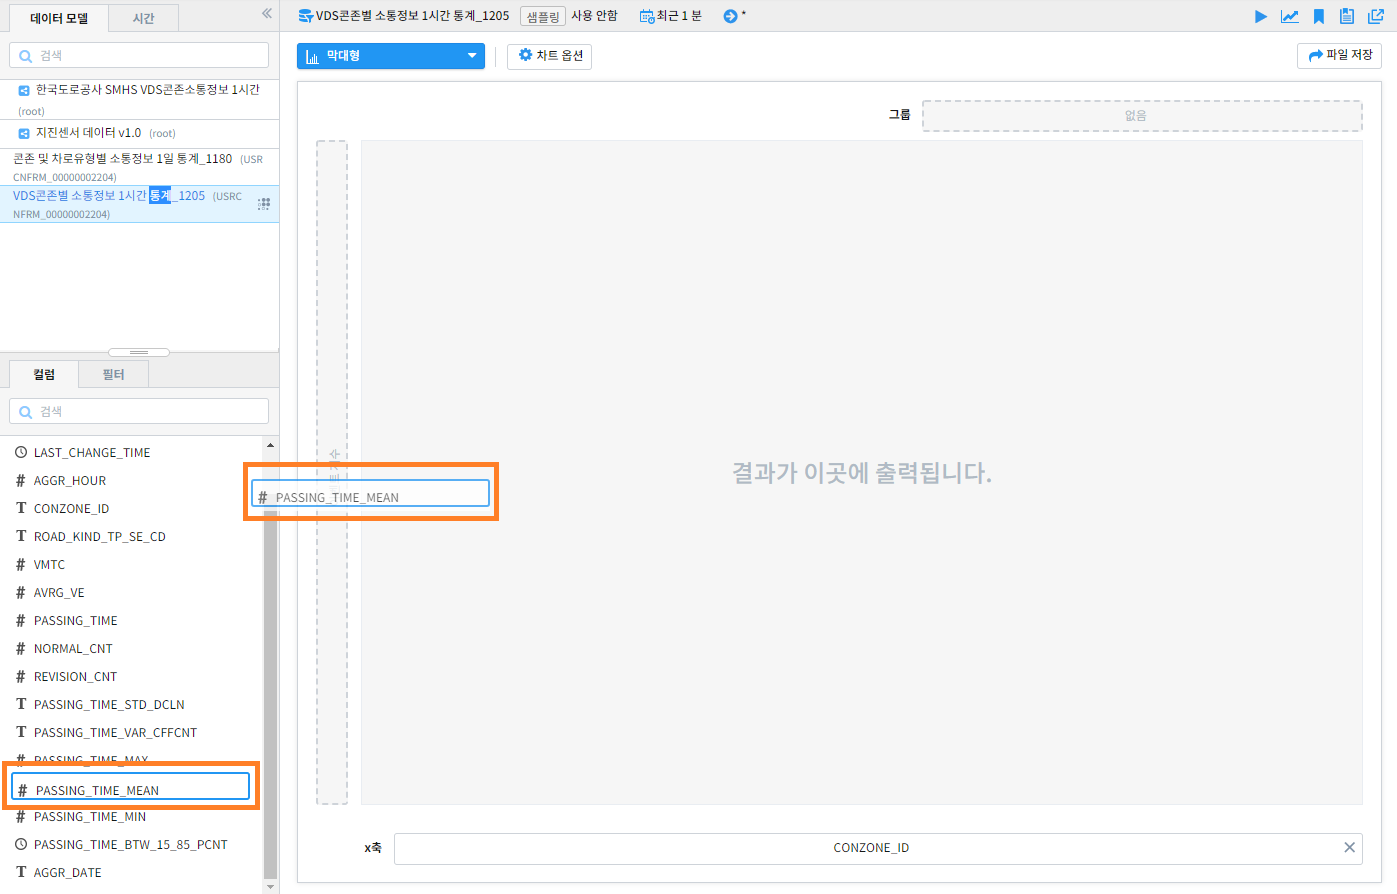 데이터 모델
시간
검색
한국도로공사 SMHS VDS콘존소통정보 1시간
(root)
지진센서 데이터 v1.0 (root)
콘존 및 차로유형별 소통정보 1일 통계_1180 (USR
CNFRM_00000002204)
VDS콘존별 소통정보 1시간 통계_1205 (USRC
NFRM_00000002204)
컬럼
필터
검색
LAST_CHANGE_TIME
# AGGR_HOUR
T CONZONE_ID
T ROAD_KIND_TP_SE_CD
# VMTC
# AVRG_VE
# PASSING_TIME
# NORMAL_CNT
# REVISION_CNT
T PASSING_TIME_STD_DCLN
T PASSING_TIME_VAR_CFFCNT
# PASSING_TIME_MAX
# PASSING_TIME_MEAN
# PASSING_TIME_MIN
PASSING_TIME_BTW_15_85_PCNT
T AGGR_DATE
VDS콘존별 소통정보 1시간 통계_1205 샘플링 사용 안함 최근 1 분 *
막대형
차트 옵션
파일 저장
그룹
없음
# PASSING_TIME_MEAN
결과가 이곳에 출력됩니다.
x축
CONZONE_ID